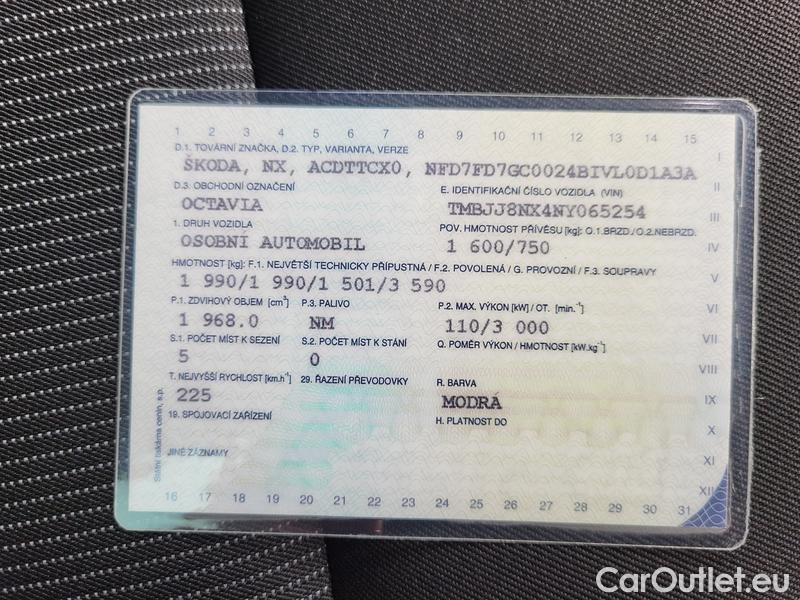 1 2 3 4 5 6 7 8 9 10 11 12 13 14 15
D.1. TOVÁRNÍ ZNAČKA, D.2. TYP, VARIANTA, VERZE
I
ŠKODA, NX, ACDTTCX0, NFD7FD7GC0024BIVL0D1A3A
D.3. OBCHODNÍ OZNAČENÍ
E. IDENTIFIKAČNÍ ČÍSLO VOZIDLA (VIN)
II
OCTAVIA
TMBJJ8NX4NY065254
III
1. DRUH VOZIDLA
POV. HMOTNOST PŘÍVĚSU [kg]: O.1.BRZD./O.2.NEBRZD.
OSOBNÍ AUTOMOBIL
1 600/750
IV
HMOTNOST [kg]: F.1. NEJVĚTŠÍ TECHNICKY PŘÍPUSTNÁ / F.2. POVOLENÁ / G. PROVOZNÍ / F.3. SOUPRAVY
V
1 990/1 990/1 501/3 590
P.1. ZDVIHOVÝ OBJEM [cm³]
P.3. PALIVO
P.2. MAX. VÝKON [kW] / OT. [min.⁻¹]
VI
1 968.0
NM
110/3 000
S.1. POČET MÍST K SEZENÍ
S.2. POČET MÍST K STÁNÍ
Q. POMĚR VÝKON / HMOTNOST [kW.kg⁻¹]
VII
5
0
VIII
T. NEJVYŠŠÍ RYCHLOST [km.h⁻¹]
29. ŘAZENÍ PŘEVODOVKY
R. BARVA
225
MODRÁ
IX
19. SPOJOVACÍ ZAŘÍZENÍ
H. PLATNOST DO
X
JINÉ ZÁZNAMY
XI
XII
16 17 18 19 20 21 22 23 24 25 26 27 28 29 30 31
Státní tiskárna cenin, s.p.
CarOutlet.eu